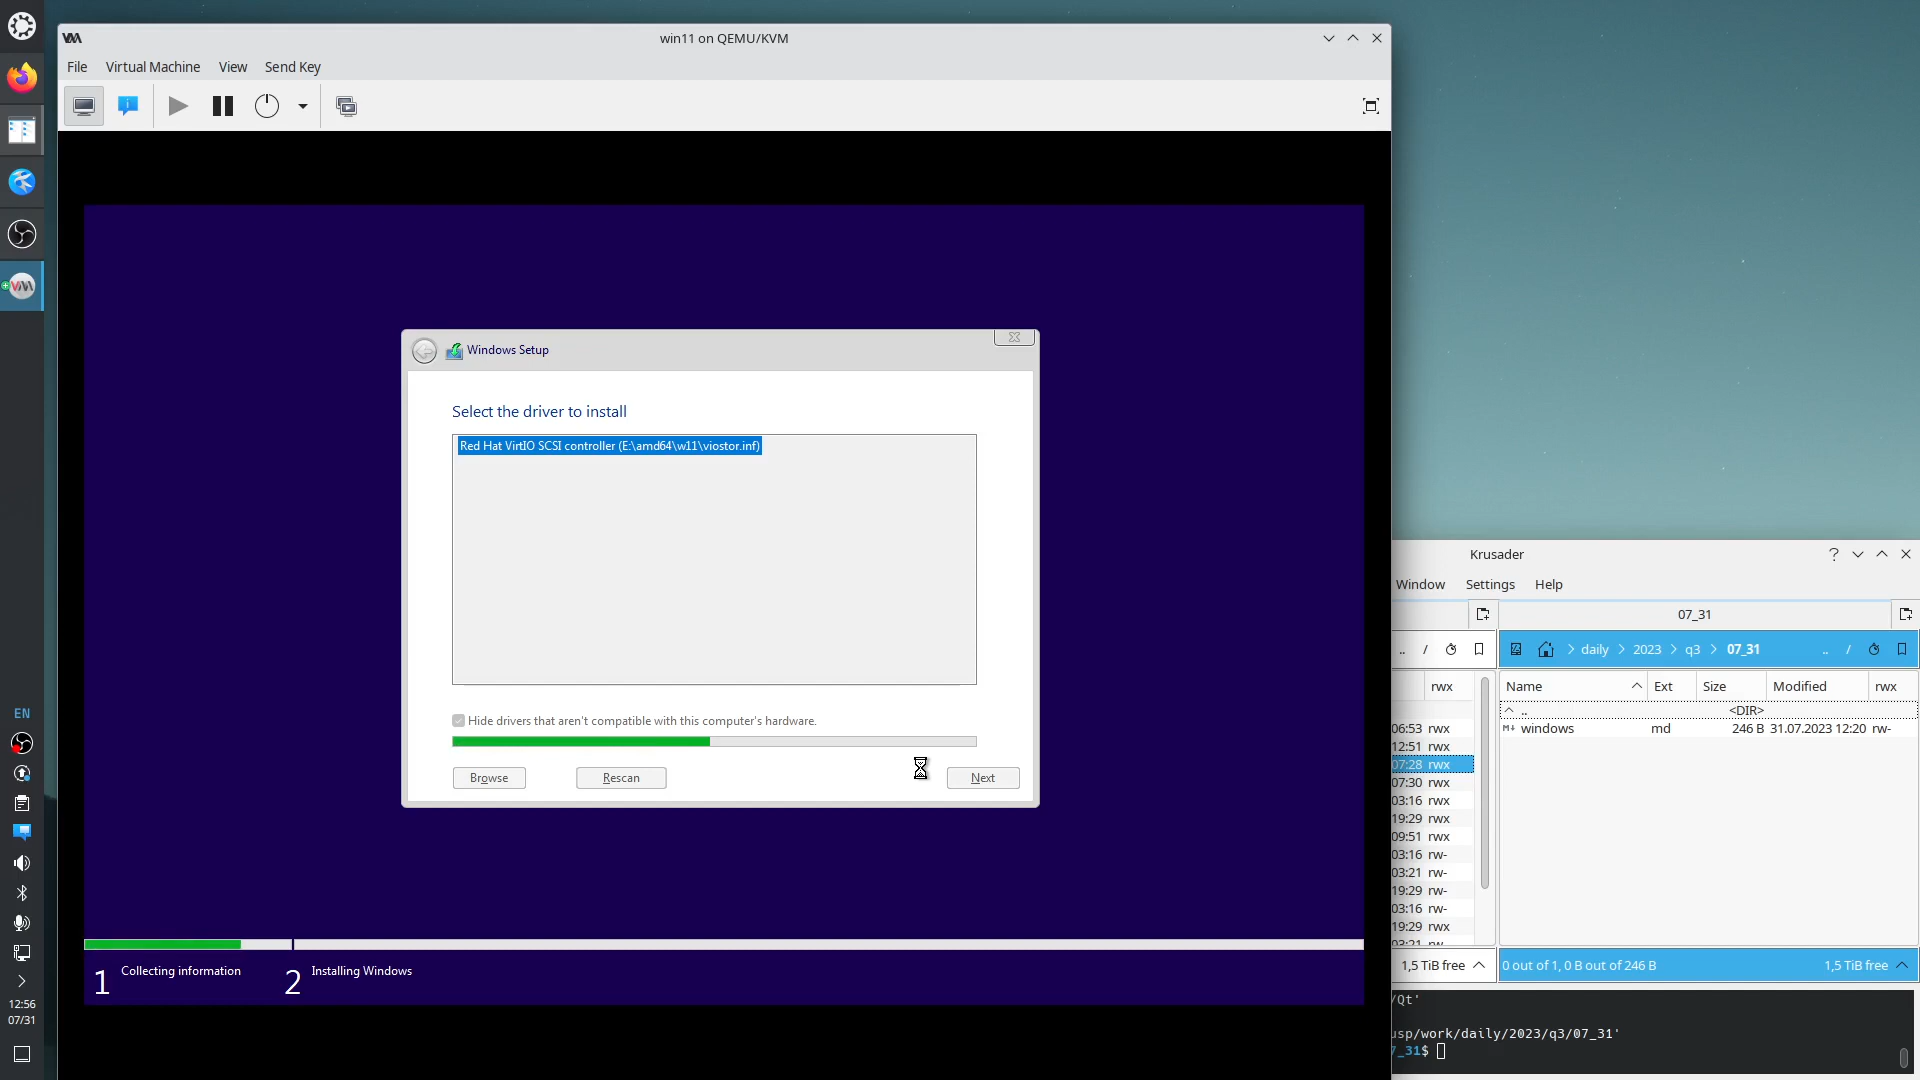 win11 on QEMU/KVM
File Virtual Machine View Send Key
Windows Setup
Select the driver to install
Red Hat VirtIO SCSI controller (E:\amd64\w11\viostor.inf)
Hide drivers that aren't compatible with this computer's hardware.
Browse Rescan Next
1 Collecting information 2 Installing Windows
Krusader
Window Settings Help
07_31
.. / > daily > 2023 > q3 > 07_31 .. /
rwx Name Ext Size Modified rwx
.. <DIR>
06:53 rwx windows md 246 B 31.07.2023 12:20 rw-
12:51 rwx
07:28 rwx
07:30 rwx
03:16 rwx
19:29 rwx
09:51 rwx
03:16 rw-
03:21 rw-
19:29 rw-
03:16 rw-
19:29 rwx
1,5 TiB free 0 out of 1, 0 B out of 246 B 1,5 TiB free
/Qt'
usp/work/daily/2023/q3/07_31'
7_31$
EN
12:56
07/31